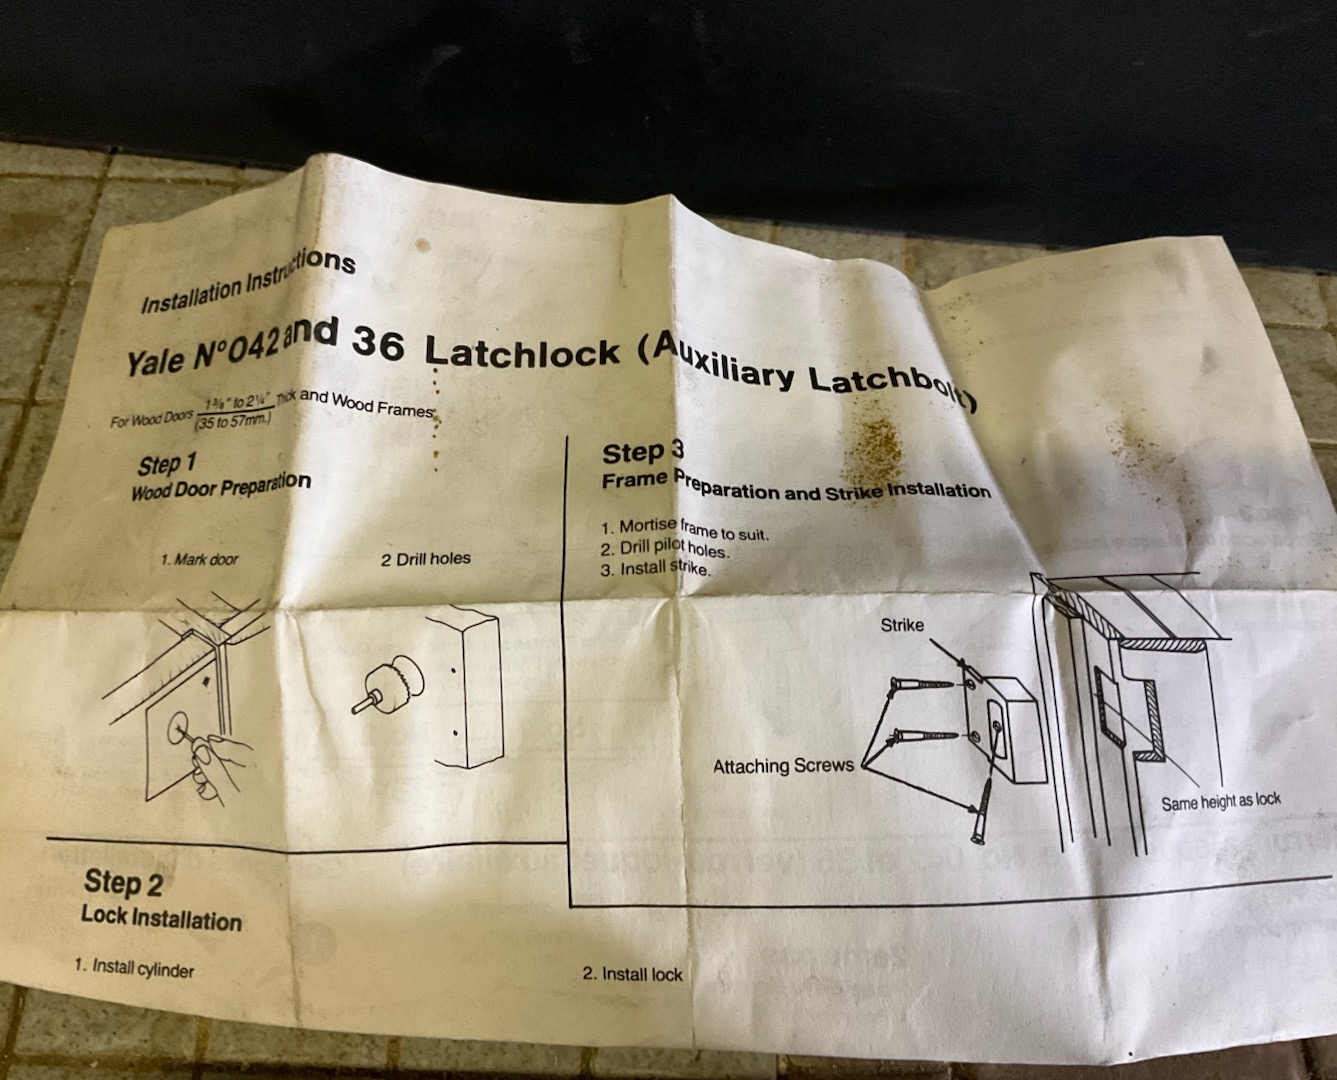 Installation Instructions
Yale Nº042 and 36 Latchlock (Auxiliary Latchbolt)
For Wood Doors 1⅜" to 2¼" (35 to 57mm.) Thick and Wood Frames
Step 1
Wood Door Preparation
1. Mark door
2 Drill holes
Step 3
Frame Preparation and Strike Installation
1. Mortise frame to suit.
2. Drill pilot holes.
3. Install strike.
Strike
Attaching Screws
Same height as lock
Step 2
Lock Installation
1. Install cylinder
2. Install lock